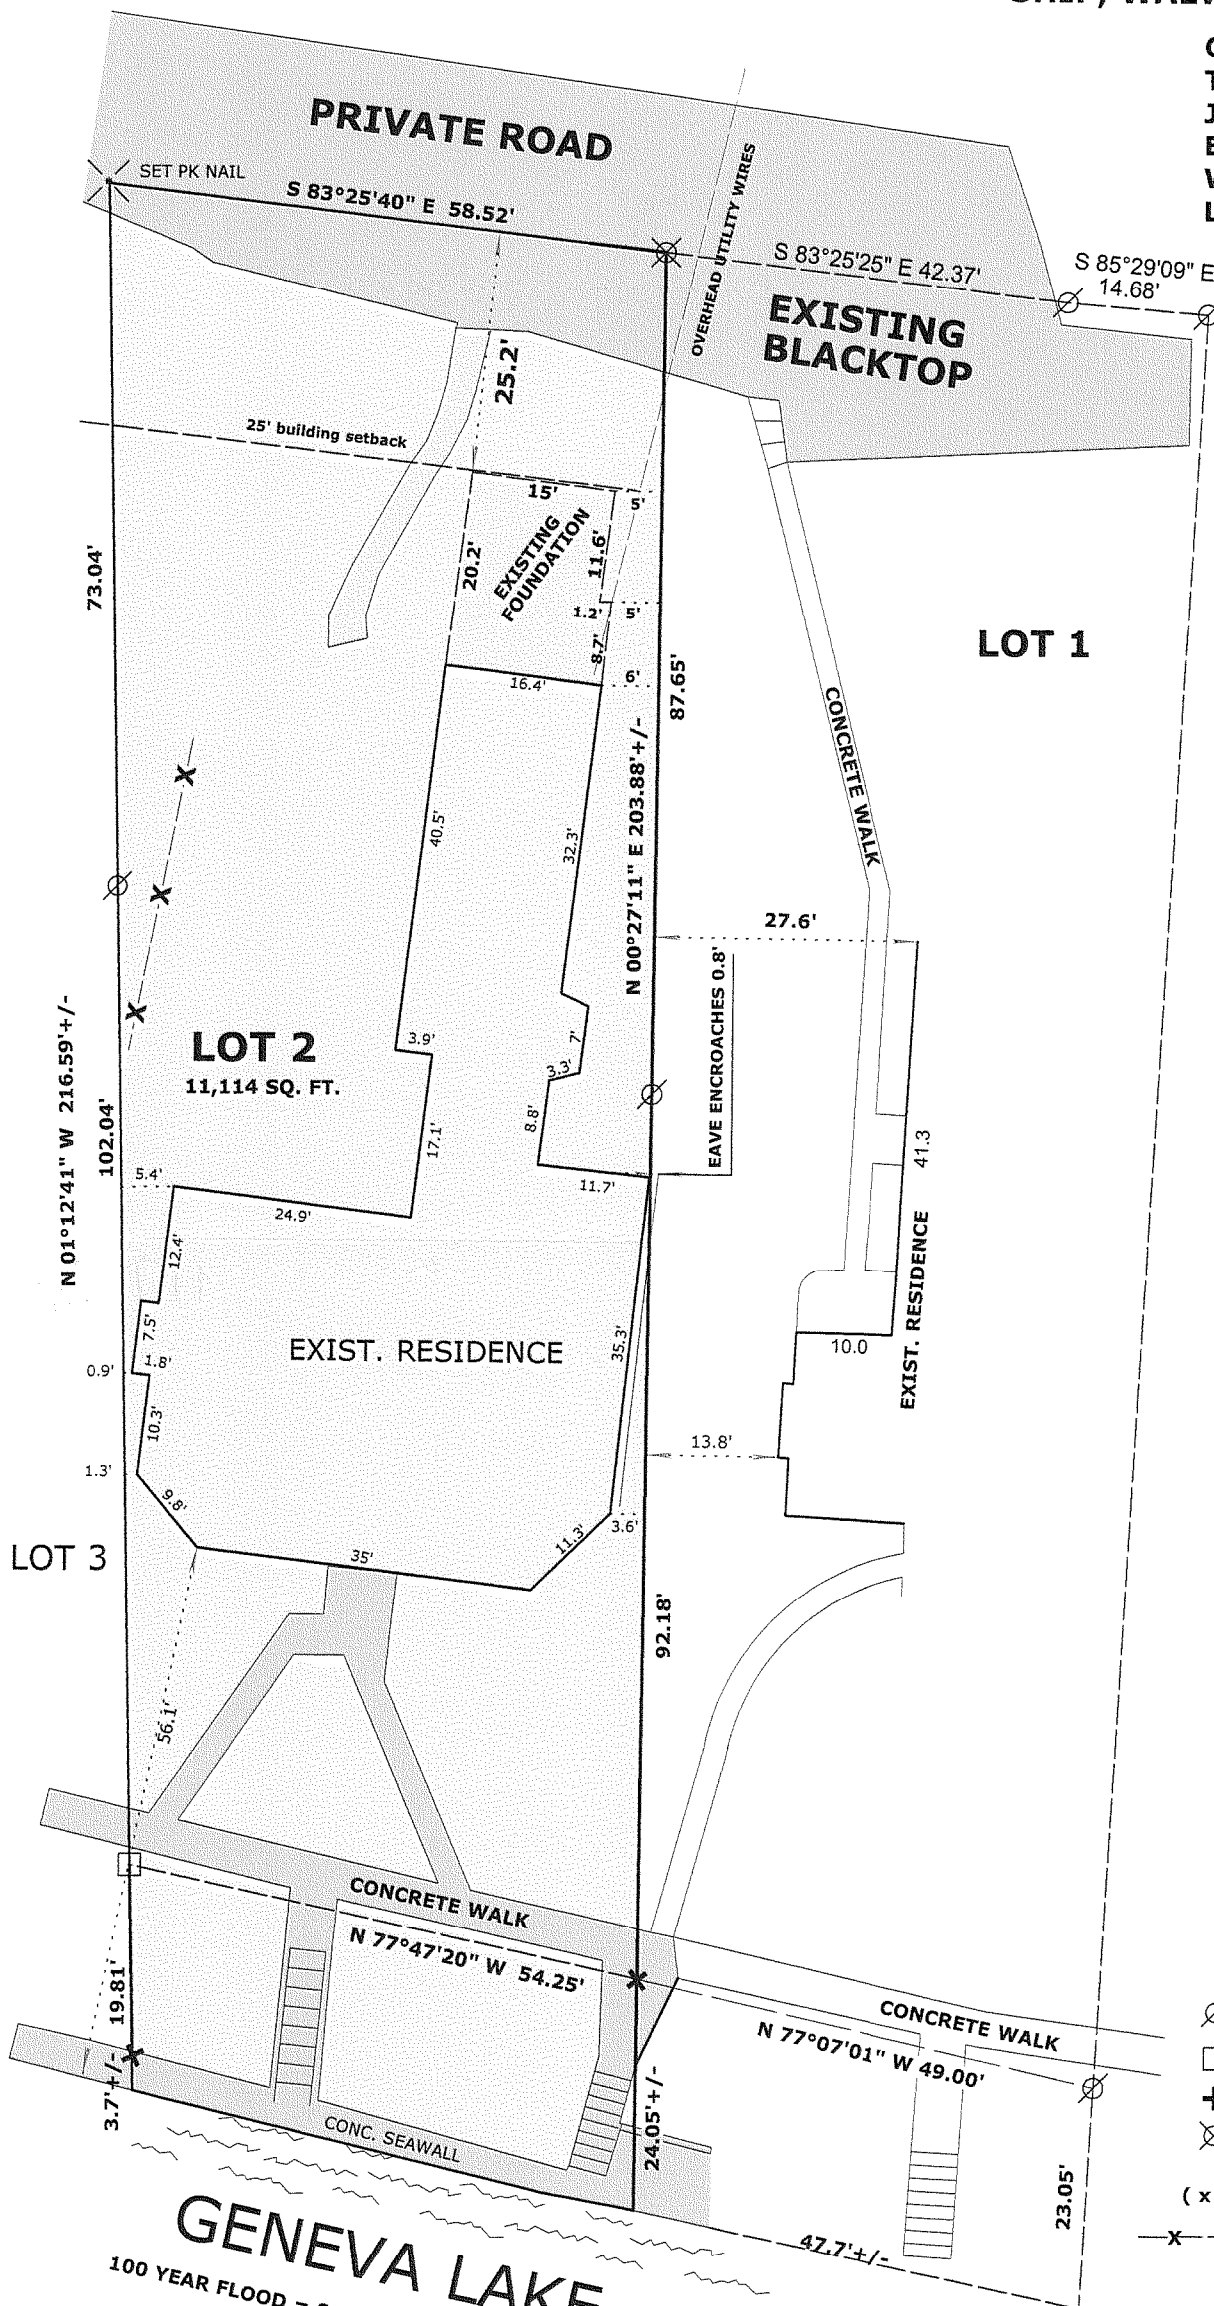 PRIVATE ROAD
SET PK NAIL
S 83°25'40" E 58.52'
OVERHEAD UTILITY WIRES
S 83°25'25" E 42.37'
S 85°29'09" E
14.68'
EXISTING
BLACKTOP
25.2'
25' building setback
15'
5'
73.04'
20.2'
EXISTING
FOUNDATION
11.6'
1.2'
5'
8.7'
6'
16.4'
87.65'
LOT 1
CONCRETE WALK
N 00°27'11" E 203.88'+/-
40.5'
32.3'
X
X
X
27.6'
EAVE ENCROACHES 0.8'
N 01°12'41" W 216.59'+/-
LOT 2
11,114 SQ. FT.
3.9'
7'
3.3'
8.8'
17.1'
102.04'
5.4'
24.9'
11.7'
41.3
12.4'
7.5'
1.8'
0.9'
EXIST. RESIDENCE
35.3'
10.0
EXIST. RESIDENCE
10.3'
13.8'
1.3'
9.8'
11.3'
3.6'
35'
LOT 3
92.18'
56.1'
CONCRETE WALK
N 77°47'20" W 54.25'
19.81'
CONCRETE WALK
N 77°07'01" W 49.00'
3.7'+/-
24.05'+/-
CONC. SEAWALL
23.05'
( x
X
47.7'+/-
GENEVA LAKE
100 YEAR FLOOD -